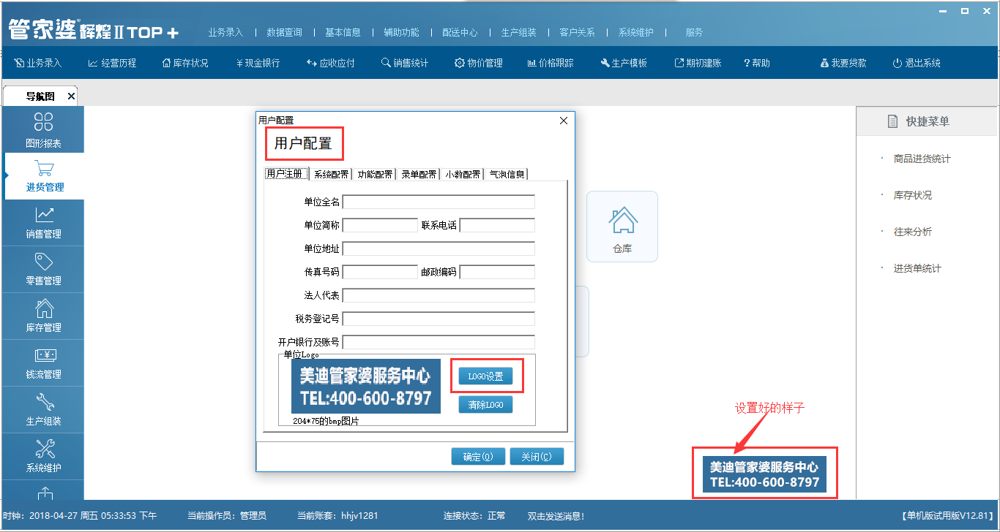 管家婆 辉煌II TOP+
业务录入 | 数据查询 | 基本信息 | 辅助功能 | 配送中心 | 生产组装 | 客户关系 | 系统维护 | 服务
业务录入 经营历程 库存状况 ¥现金银行 应收应付 销售统计 物价管理 价格跟踪 生产模板 期初建账 ?帮助 我要贷款 退出系统
导航图
图形报表
进货管理
销售管理
零售管理
库存管理
钱流管理
生产组装
系统维护
用户配置
用户配置
用户注册 系统配置 功能配置 录单配置 小数配置 气泡信息
单位全名
单位简称 联系电话
单位地址
传真号码 邮政编码
法人代表
税务登记号
开户银行及账号
单位Logo
美迪管家婆服务中心
TEL:400-600-8797
LOGO设置
清除LOGO
204*75的bmp图片
确定(O) 关闭(C)
仓库
快捷菜单
· 商品进货统计
· 库存状况
· 往来分析
· 进货单统计
设置好的样子
美迪管家婆服务中心
TEL:400-600-8797
时钟: 2018-04-27 周五 05:33:53 下午 当前操作员: 管理员 当前账套: hhjv1281 连接状态: 正常 双击发送消息! 【单机版试用版V12.81】